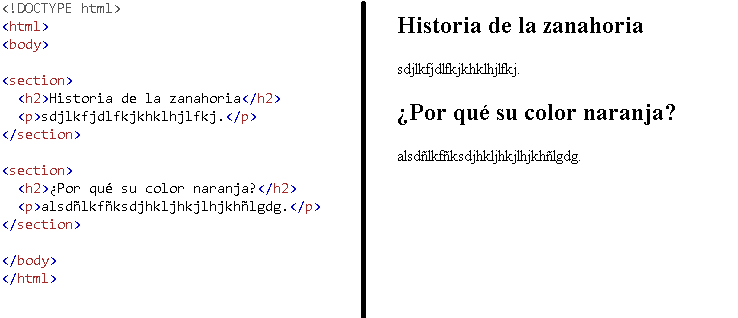 <!DOCTYPE html>
<html>
<body>
<section>
<h2>Historia de la zanahoria</h2>
<p>sdjlkfjdlfkjkhklhjlfkj.</p>
</section>
<section>
<h2>¿Por qué su color naranja?</h2>
<p>alsdñlkfñksdjhkljhkjlhjkhñlgdg.</p>
</section>
</body>
</html>
Historia de la zanahoria
sdjlkfjdlfkjkhklhjlfkj.
¿Por qué su color naranja?
alsdñlkfñksdjhkljhkjlhjkhñlgdg.